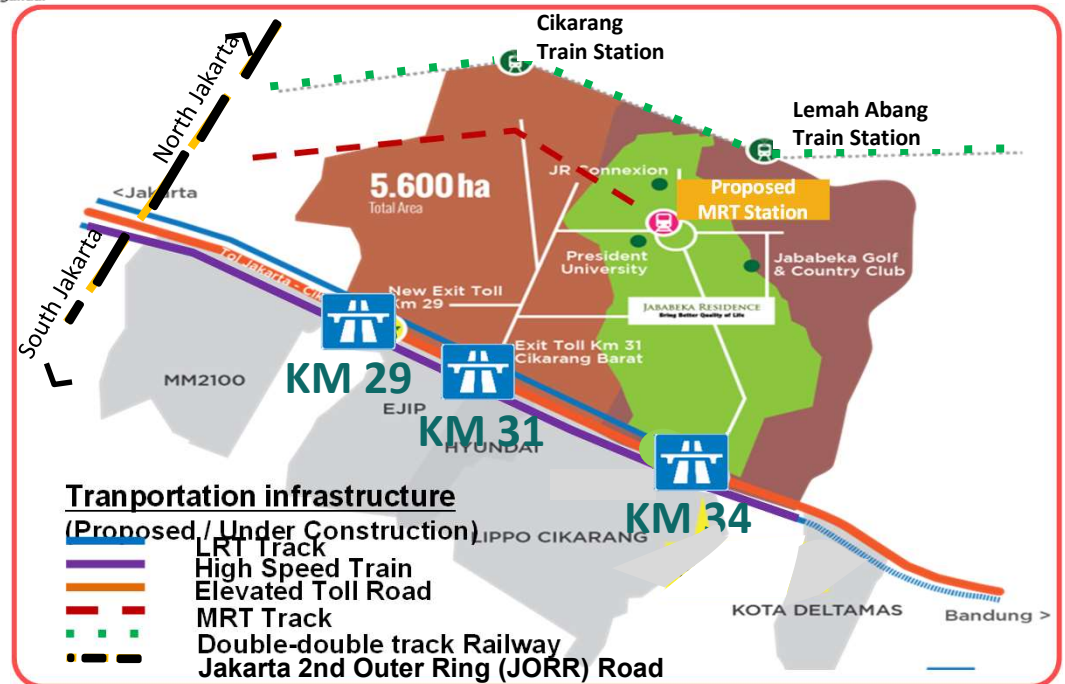 Cikarang
Train Station
North Jakarta
Lemah Abang
Train Station
JR Connexion
5.600 ha
Total Area
Proposed
MRT Station
<Jakarta
South Jakarta
President
University
Jababeka Golf
& Country Club
Tol Jakarta - Cik
New Exit Toll
Km 29
JABABEKA RESIDENCE
Bring Better Quality of Life
Exit Toll Km 31
Cikarang Barat
KM 29
MM2100
EJIP
KM 31
HYUNDAI
KM 34
LIPPO CIKARANG
Tranportation infrastructure
(Proposed / Under Construction)
LRT Track
High Speed Train
Elevated Toll Road
MRT Track
Double-double track Railway
Jakarta 2nd Outer Ring (JORR) Road
KOTA DELTAMAS
Bandung >